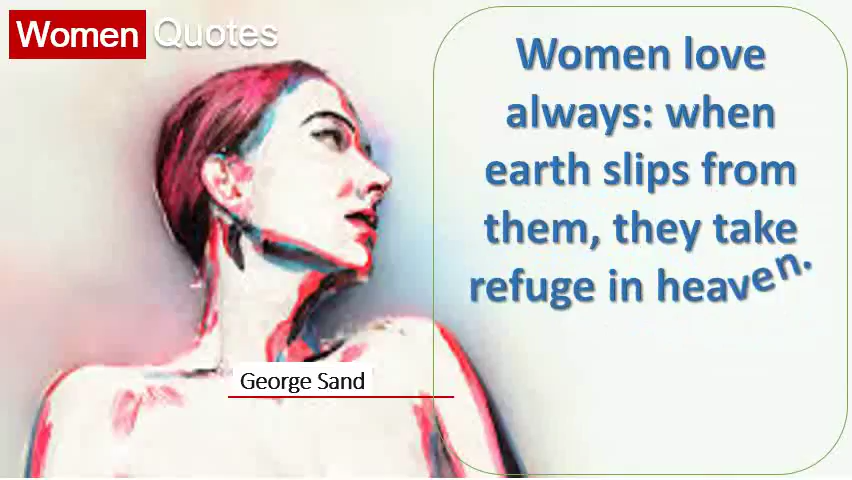 Women Quotes
Women love
always: when
earth slips from
them, they take
refuge in heaven.
George Sand